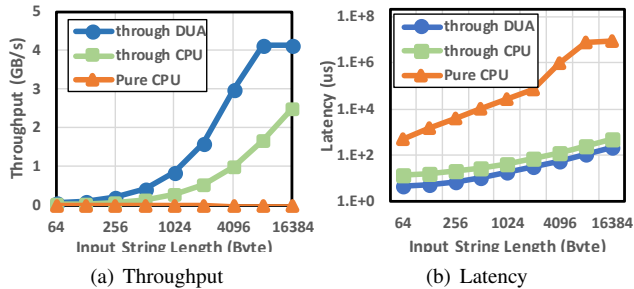 5
4
3
2
1
0
Throughput (GB/s)
through DUA
through CPU
Pure CPU
64
256
1024
4096
16384
Input String Length (Byte)
(a) Throughput
1.E+8
1.E+6
1.E+4
1.E+2
1.E+0
Latency (us)
through DUA
through CPU
Pure CPU
64
256
1024
4096
16384
Input String Length (Byte)
(b) Latency